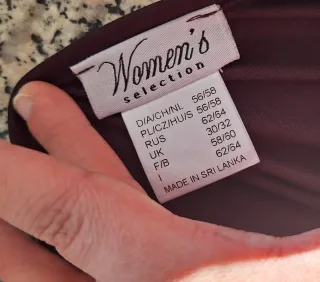 Women's
selection
D/A/CH/NL 56/58
PL/CZ/HU/S 56/58
RUS 62/64
UK 30/32
F/B 58/60
I 62/64
MADE IN SRI LANKA